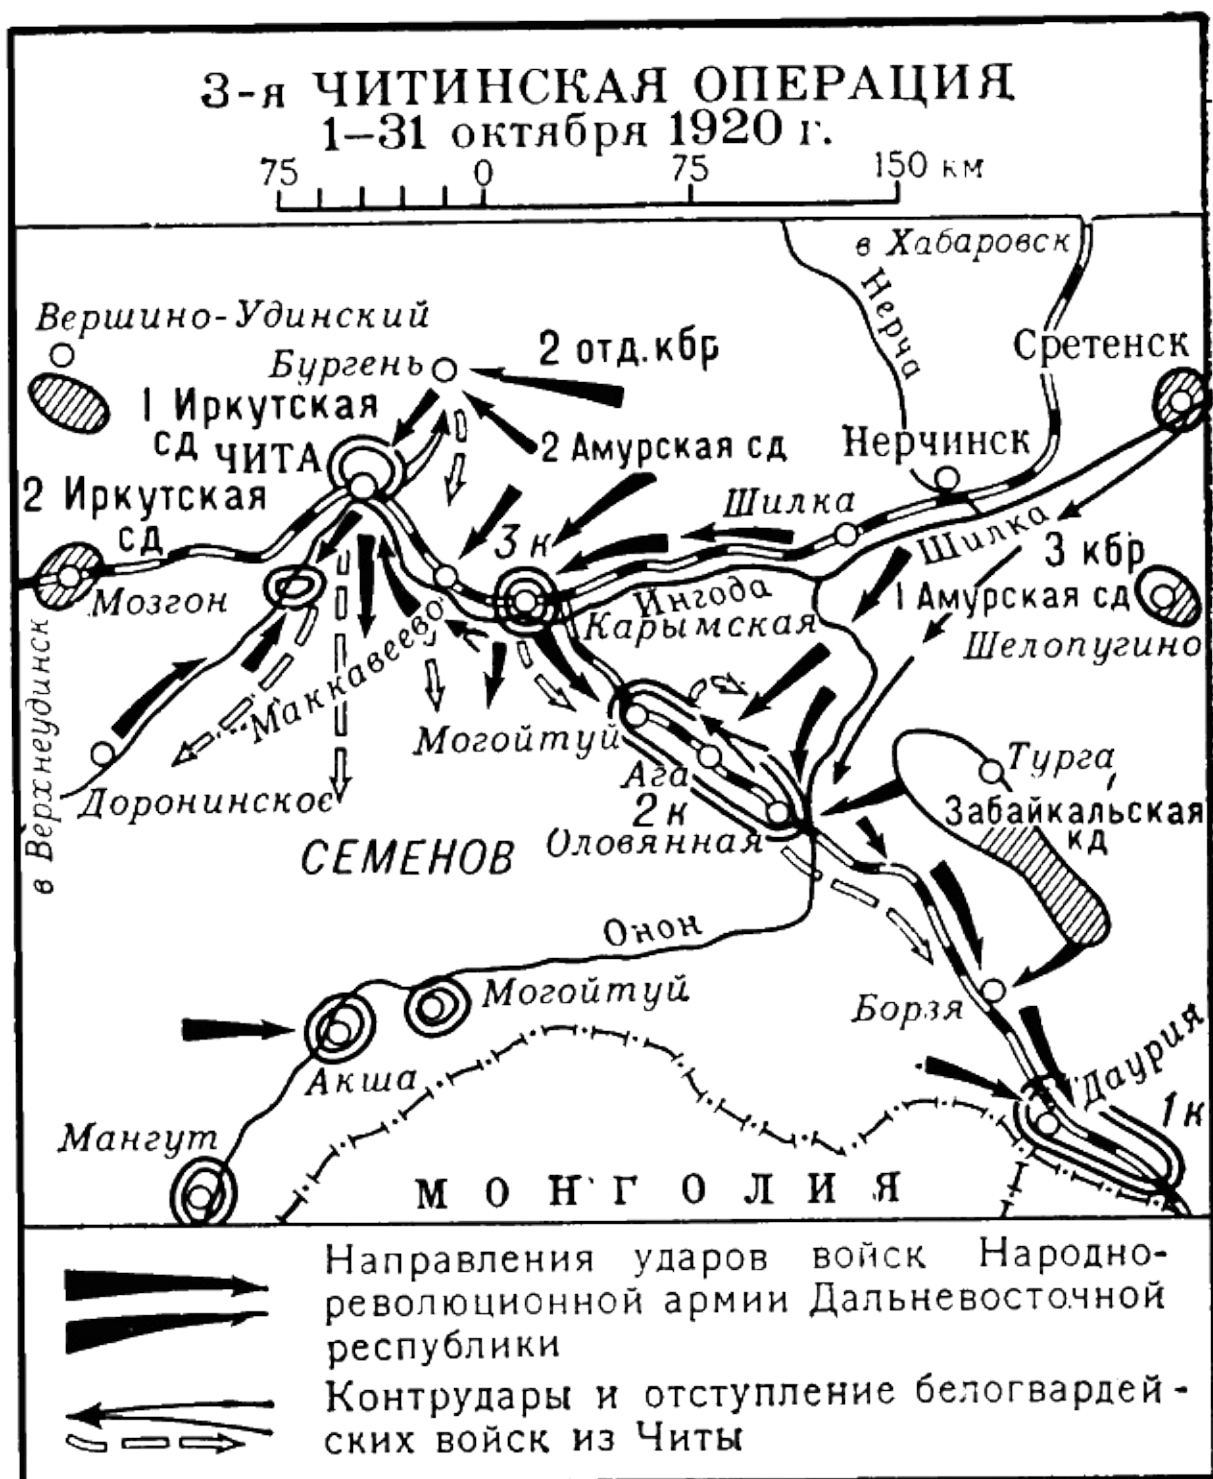 3-я ЧИТИНСКАЯ ОПЕРАЦИЯ
1–31 октября 1920 г.
75 0 75 150 км
в Хабаровск
Нерча
Вершино-Удинский
Бургень
2 отд.кбр
Сретенск
1 Иркутская
сд
ЧИТА
2 Амурская сд
Нерчинск
2 Иркутская
сд
Шилка
3 к
Шилка
3 кбр
Мозгон
Ингода
1 Амурская сд
Карымская
Шелопугино
Маккавеево
в Верхнеудинск
Могойтуй
Ага
Турга
Доронинское
2 к
Забайкальская
кд
СЕМЕНОВ
Оловянная
Онон
Могойтуй
Борзя
Акша
Даурия
1 к
Мангут
МОНГОЛИЯ
Направления ударов войск Народно-
революционной армии Дальневосточной
республики
Контрудары и отступление белогвардей-
ских войск из Читы